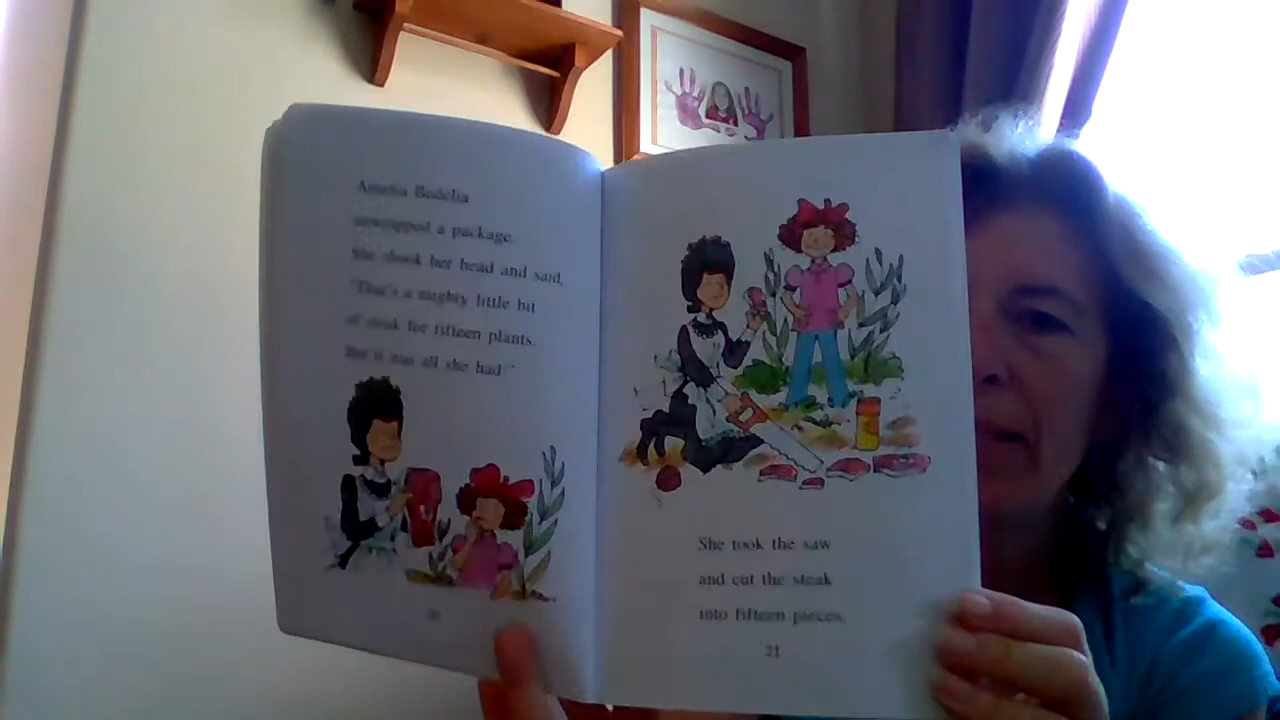 Amelia Bedelia
unwrapped a package.
She shook her head and said,
"That's a mighty little bit
of steak for fifteen plants.
But it was all she had."
20
She took the saw
and cut the steak
into fifteen pieces.
21